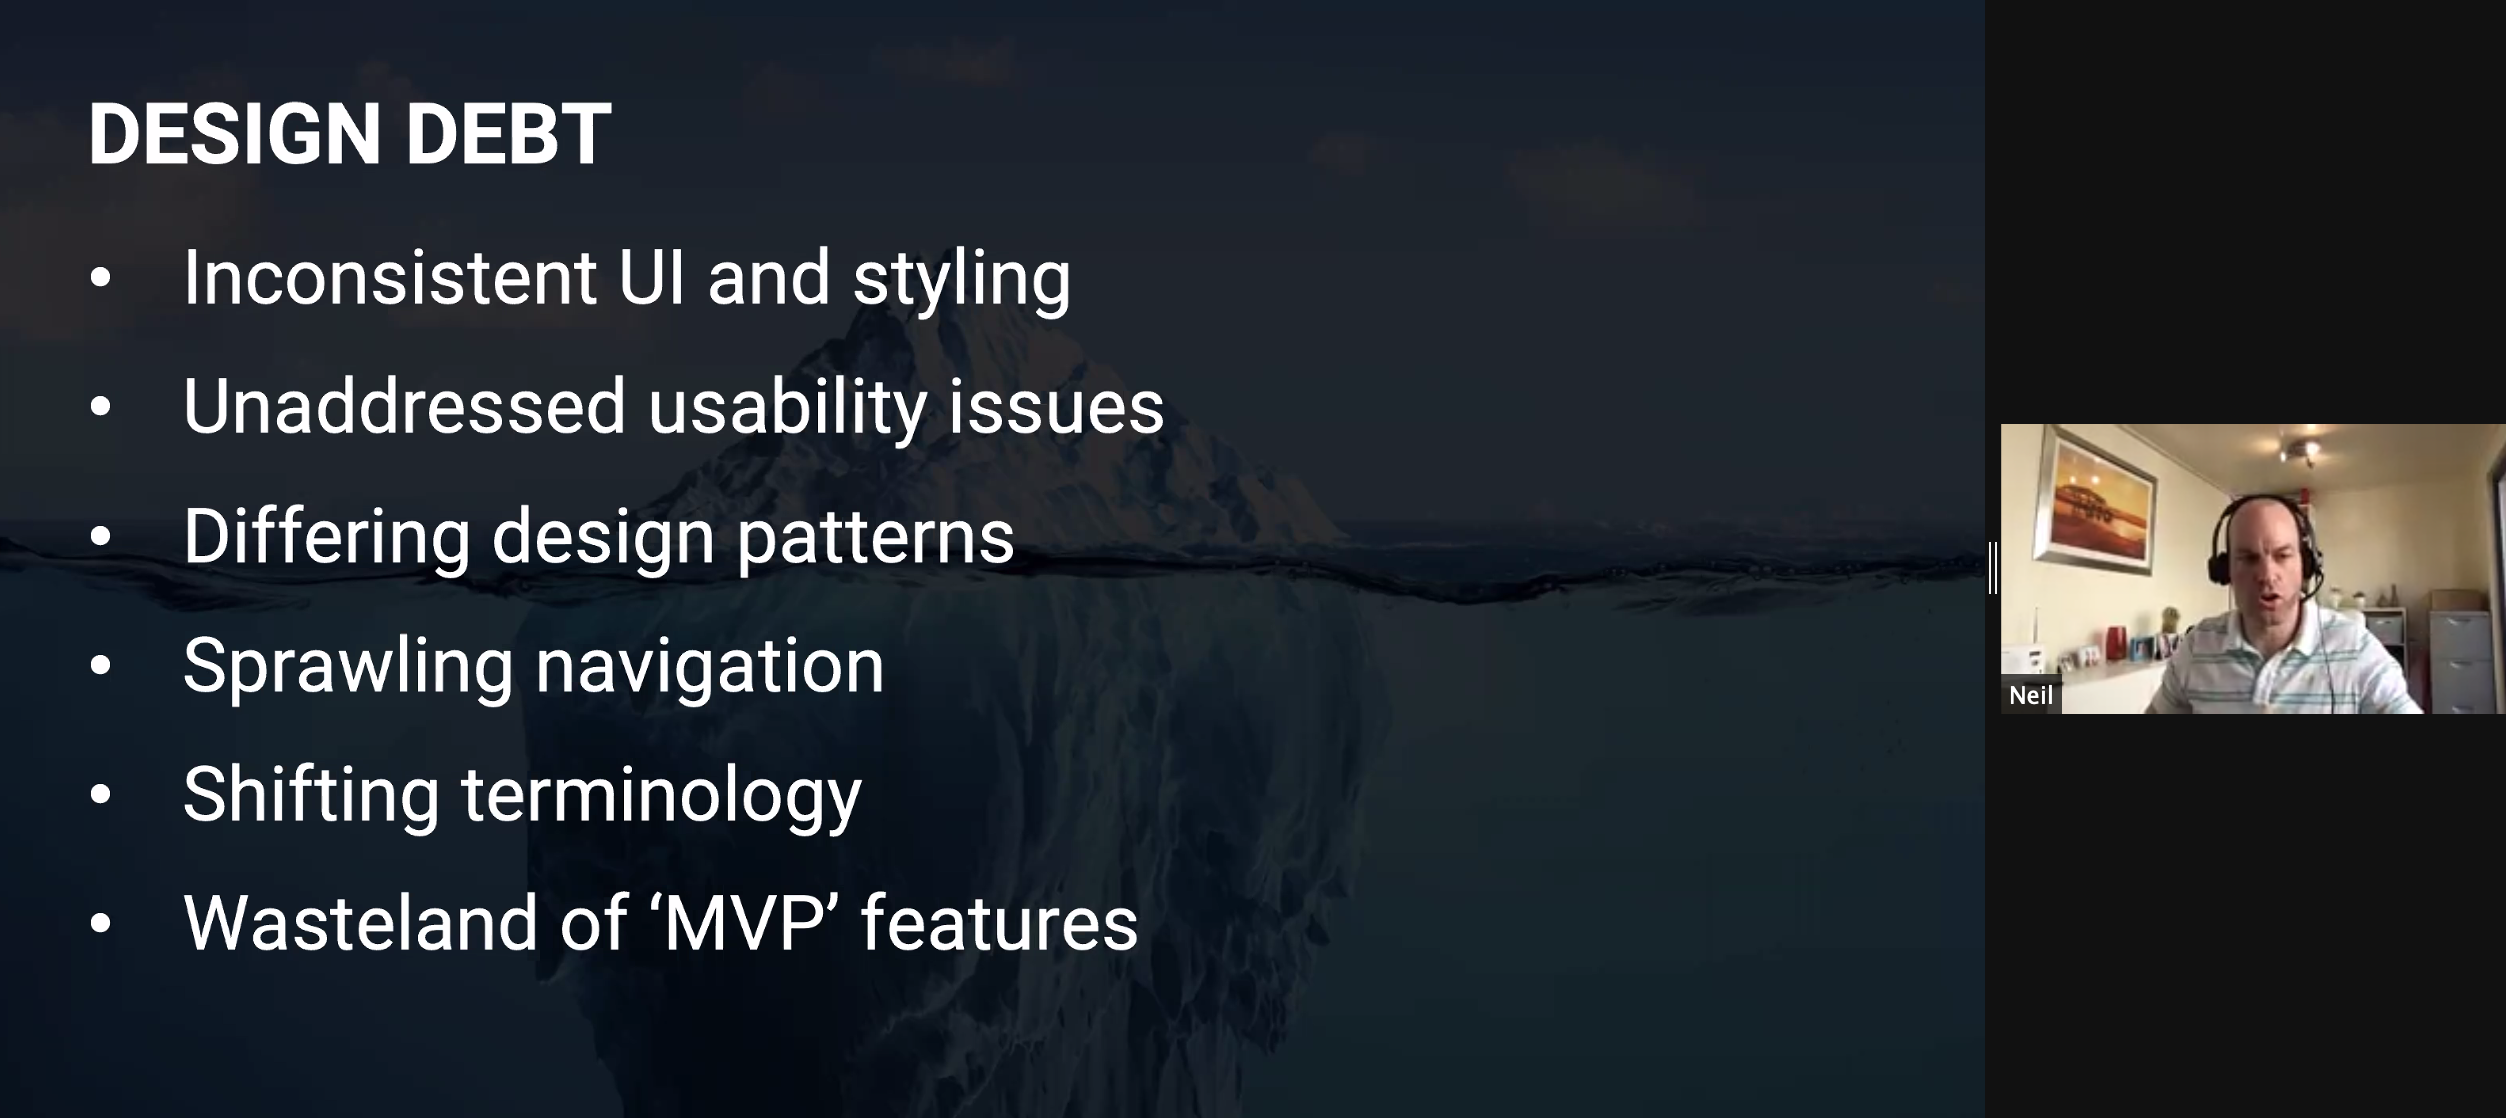 DESIGN DEBT
• Inconsistent UI and styling
• Unaddressed usability issues
• Differing design patterns
• Sprawling navigation
• Shifting terminology
• Wasteland of ‘MVP’ features
Neil